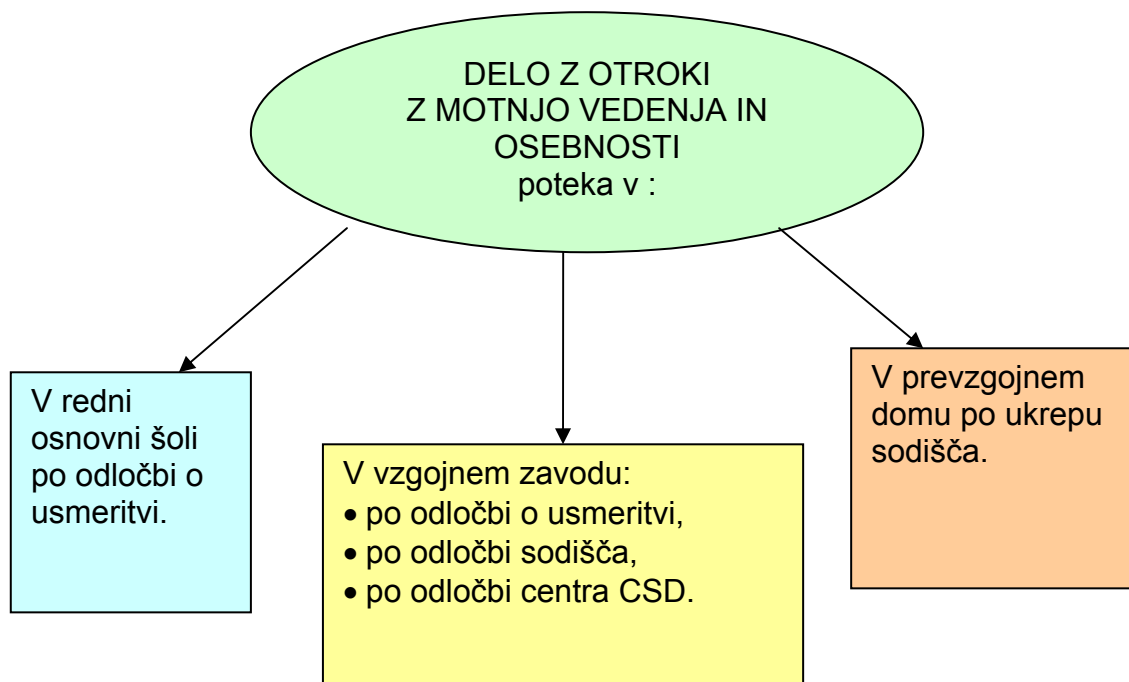 DELO Z OTROKI
Z MOTNJO VEDENJA IN
OSEBNOSTI
poteka v :
V redni
osnovni šoli
po odločbi o
usmeritvi.
V vzgojnem zavodu:
• po odločbi o usmeritvi,
• po odločbi sodišča,
• po odločbi centra CSD.
V prevzgojnem
domu po ukrepu
sodišča.